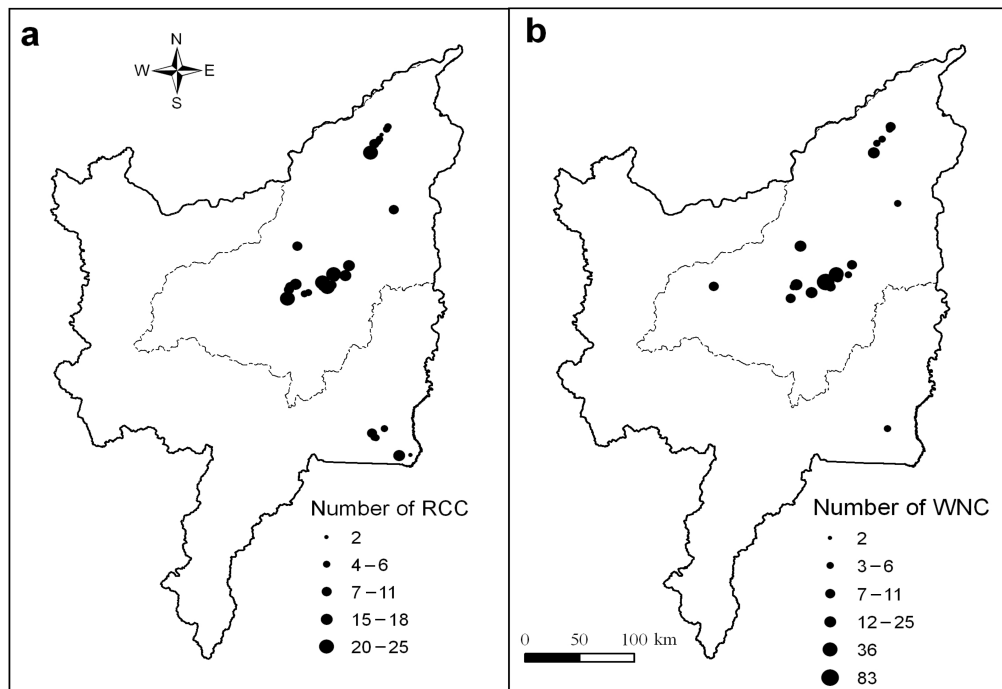 a
N
W E
S
Number of RCC
2
4–6
7–11
15–18
20–25
b
Number of WNC
2
3–6
7–11
12–25
36
83
0 50 100 km